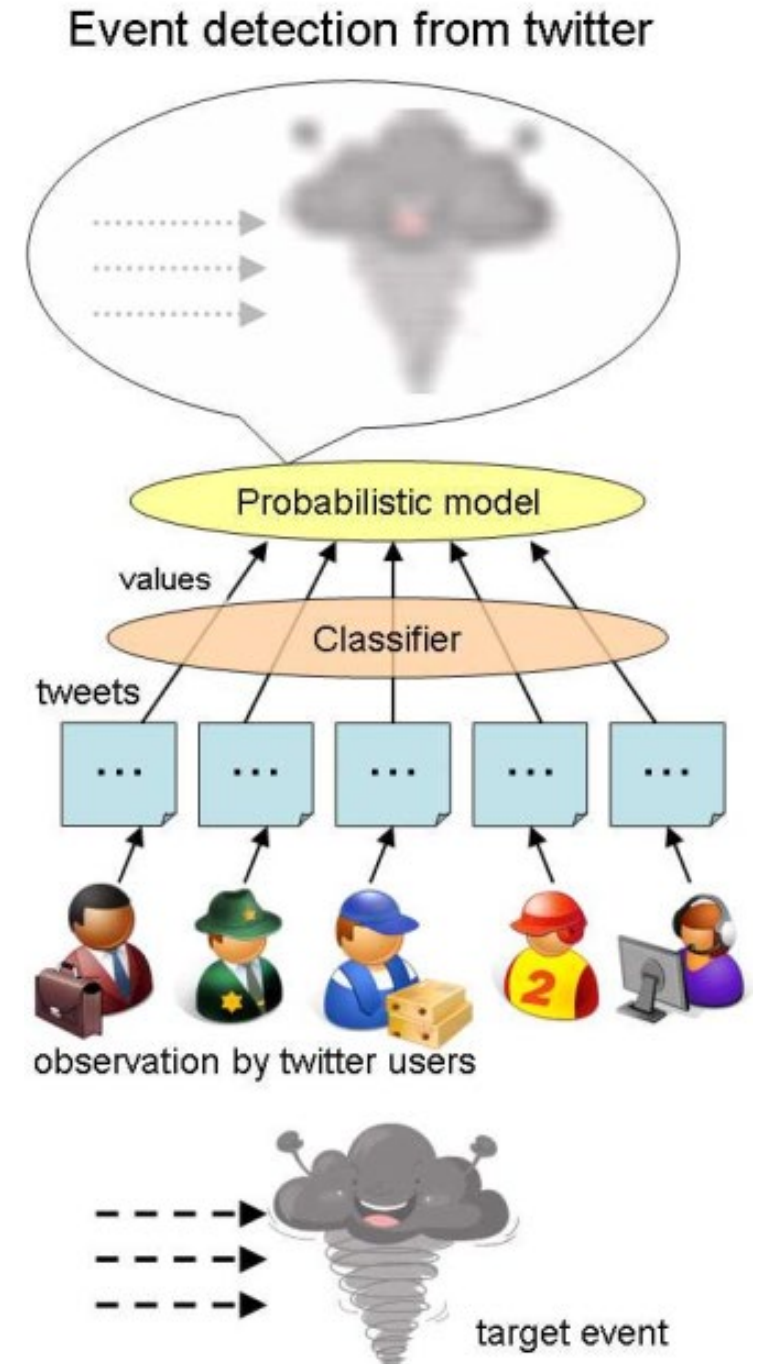 Event detection from twitter
Probabilistic model
values
Classifier
tweets
... ... ... ... ...
2
observation by twitter users
target event